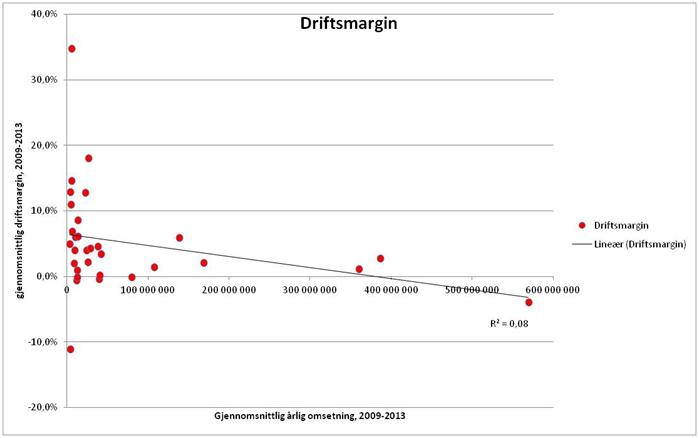 Driftsmargin
40,0%
30,0%
20,0%
10,0%
0,0%
-10,0%
-20,0%
gjennomsnittlig driftsmargin, 2009-2013
0 100 000 000 200 000 000 300 000 000 400 000 000 500 000 000 600 000 000
R² = 0,08
Gjennomsnittlig årlig omsetning, 2009-2013
Driftsmargin
Lineær (Driftsmargin)